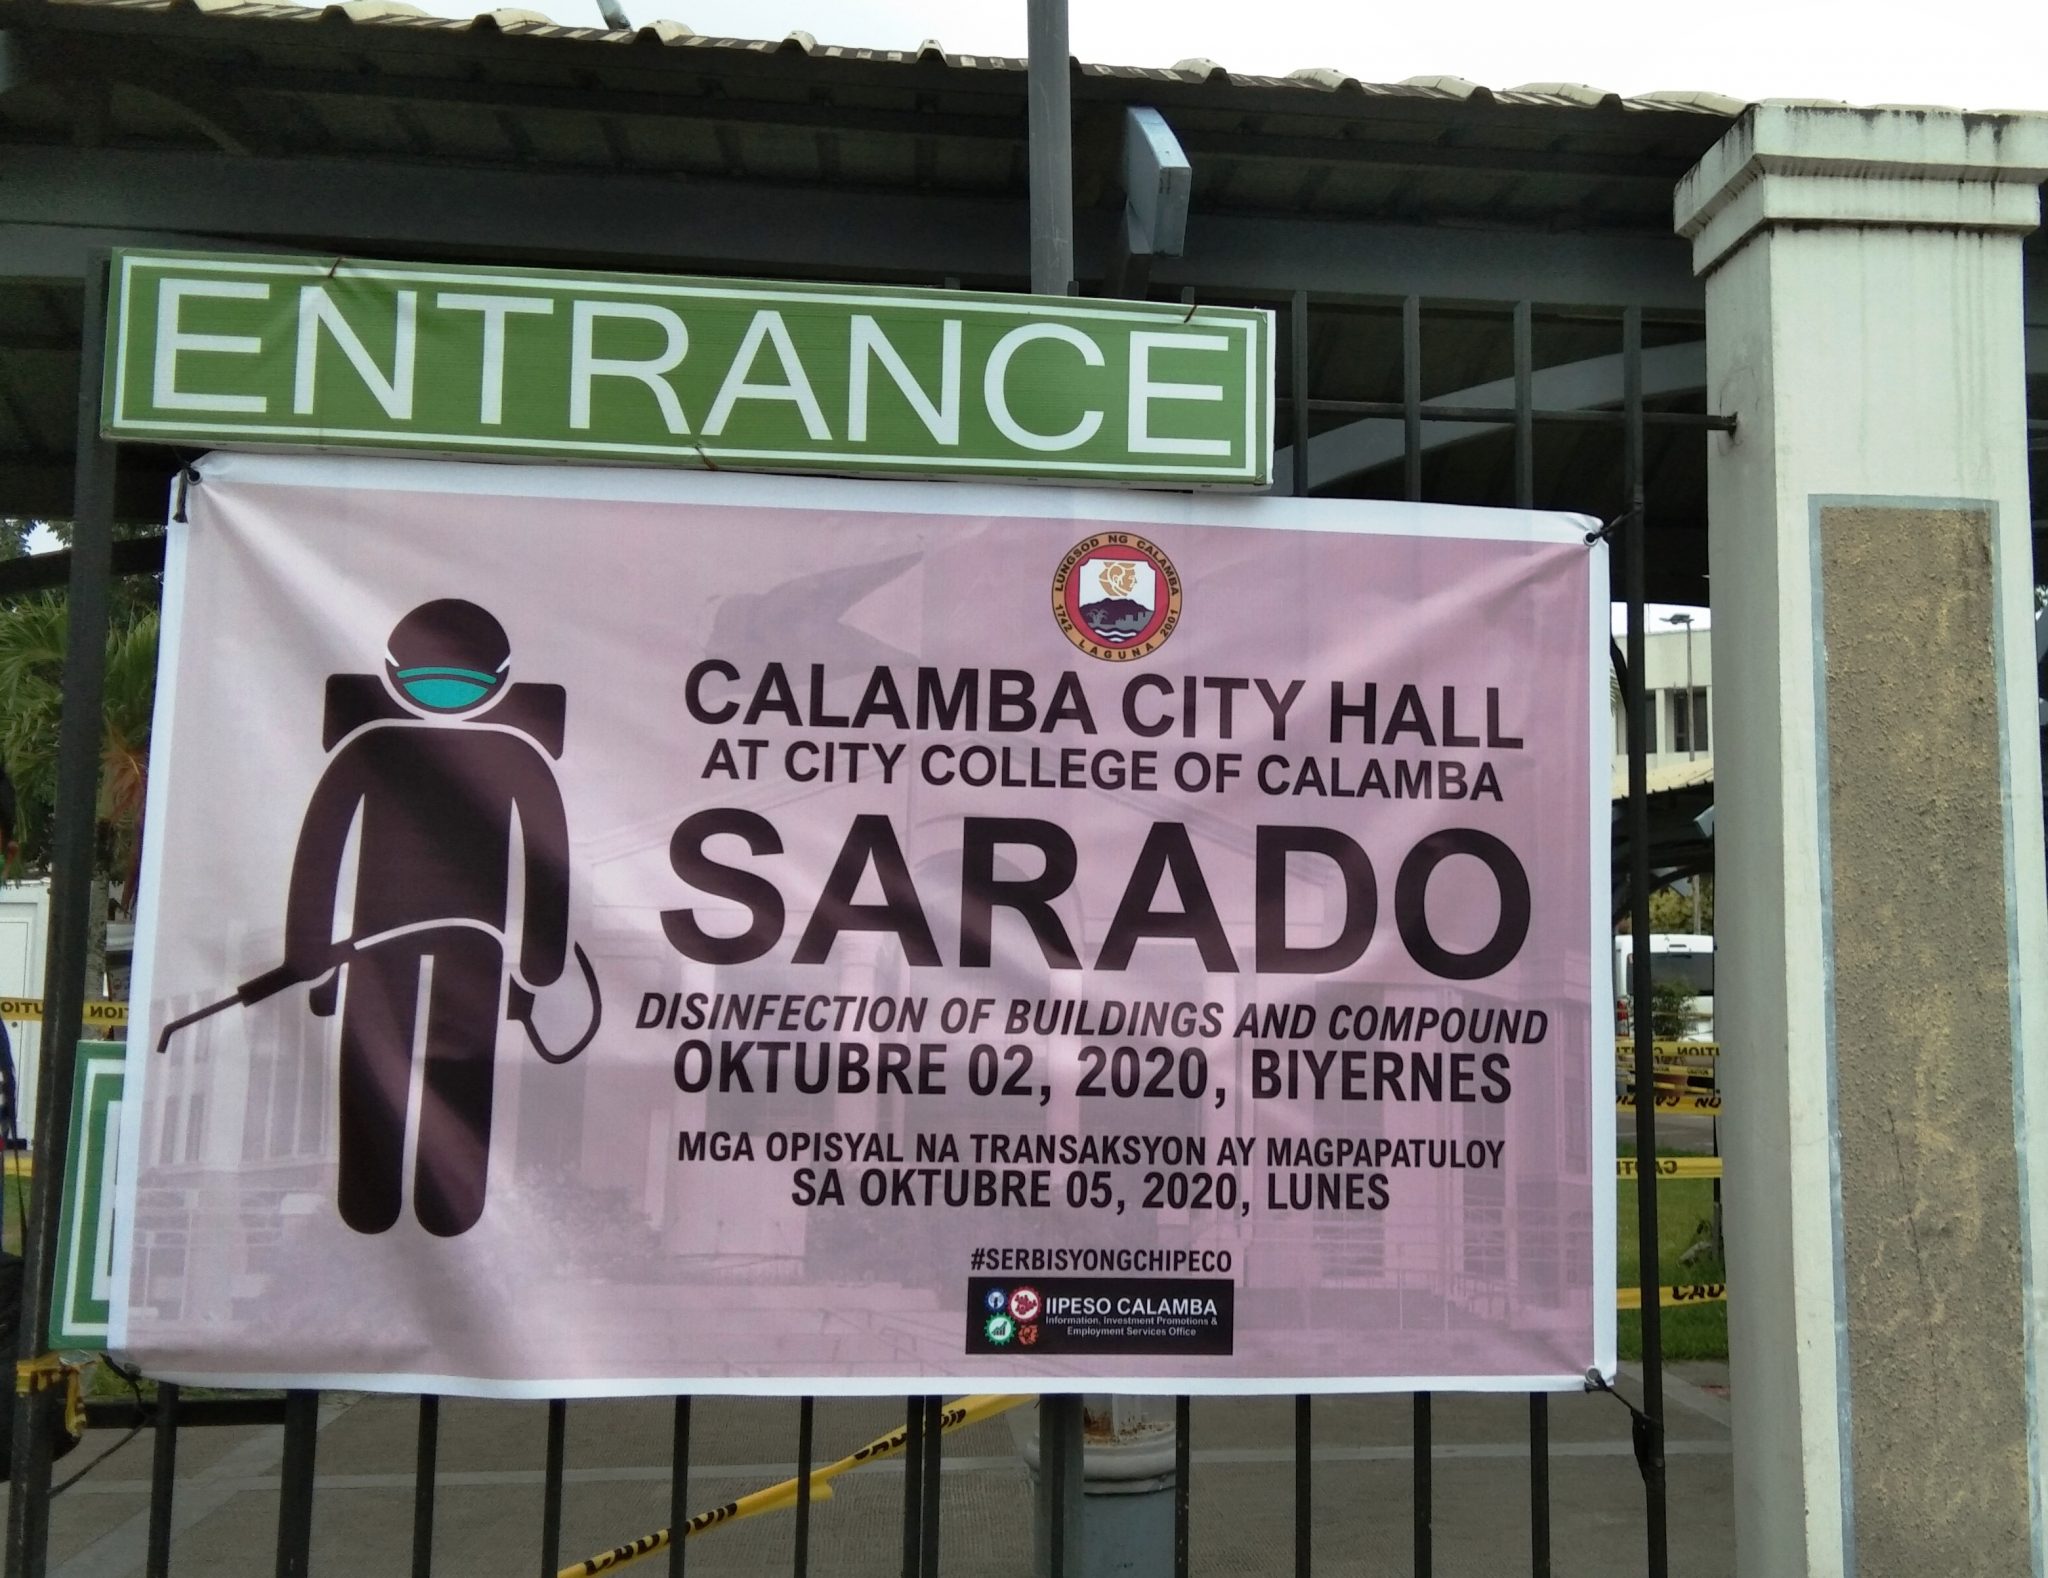 ENTRANCE
LUNGSOD NG CALAMBA
1742 LAGUNA 2001
CALAMBA CITY HALL
AT CITY COLLEGE OF CALAMBA
SARADO
DISINFECTION OF BUILDINGS AND COMPOUND
OKTUBRE 02, 2020, BIYERNES
MGA OPISYAL NA TRANSAKSYON AY MAGPAPATULOY
SA OKTUBRE 05, 2020, LUNES
#SERBISYONGCHIPECO
IIPESO CALAMBA
Information, Investment Promotions &
Employment Services Office
CAUTION